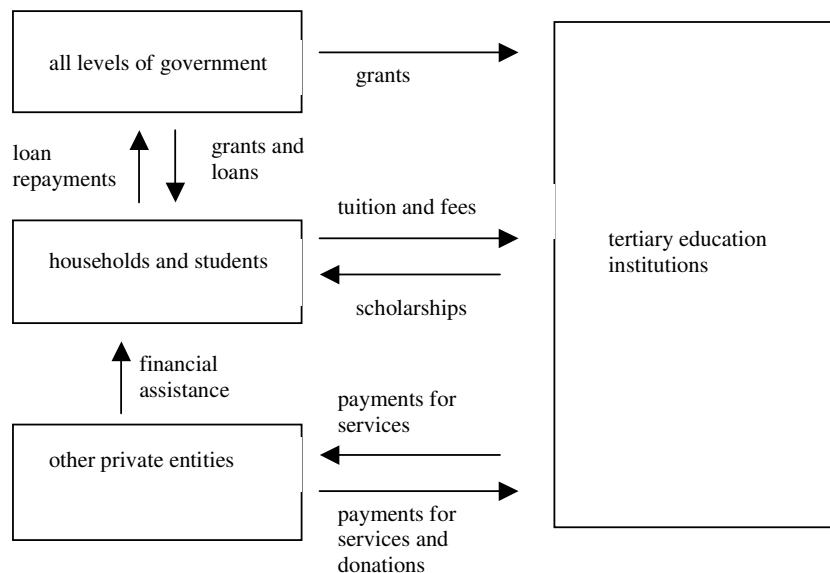 all levels of government
grants
loan
repayments
grants and
loans
tuition and fees
households and students
tertiary education
institutions
scholarships
financial
assistance
payments for
services
other private entities
payments for
services and
donations